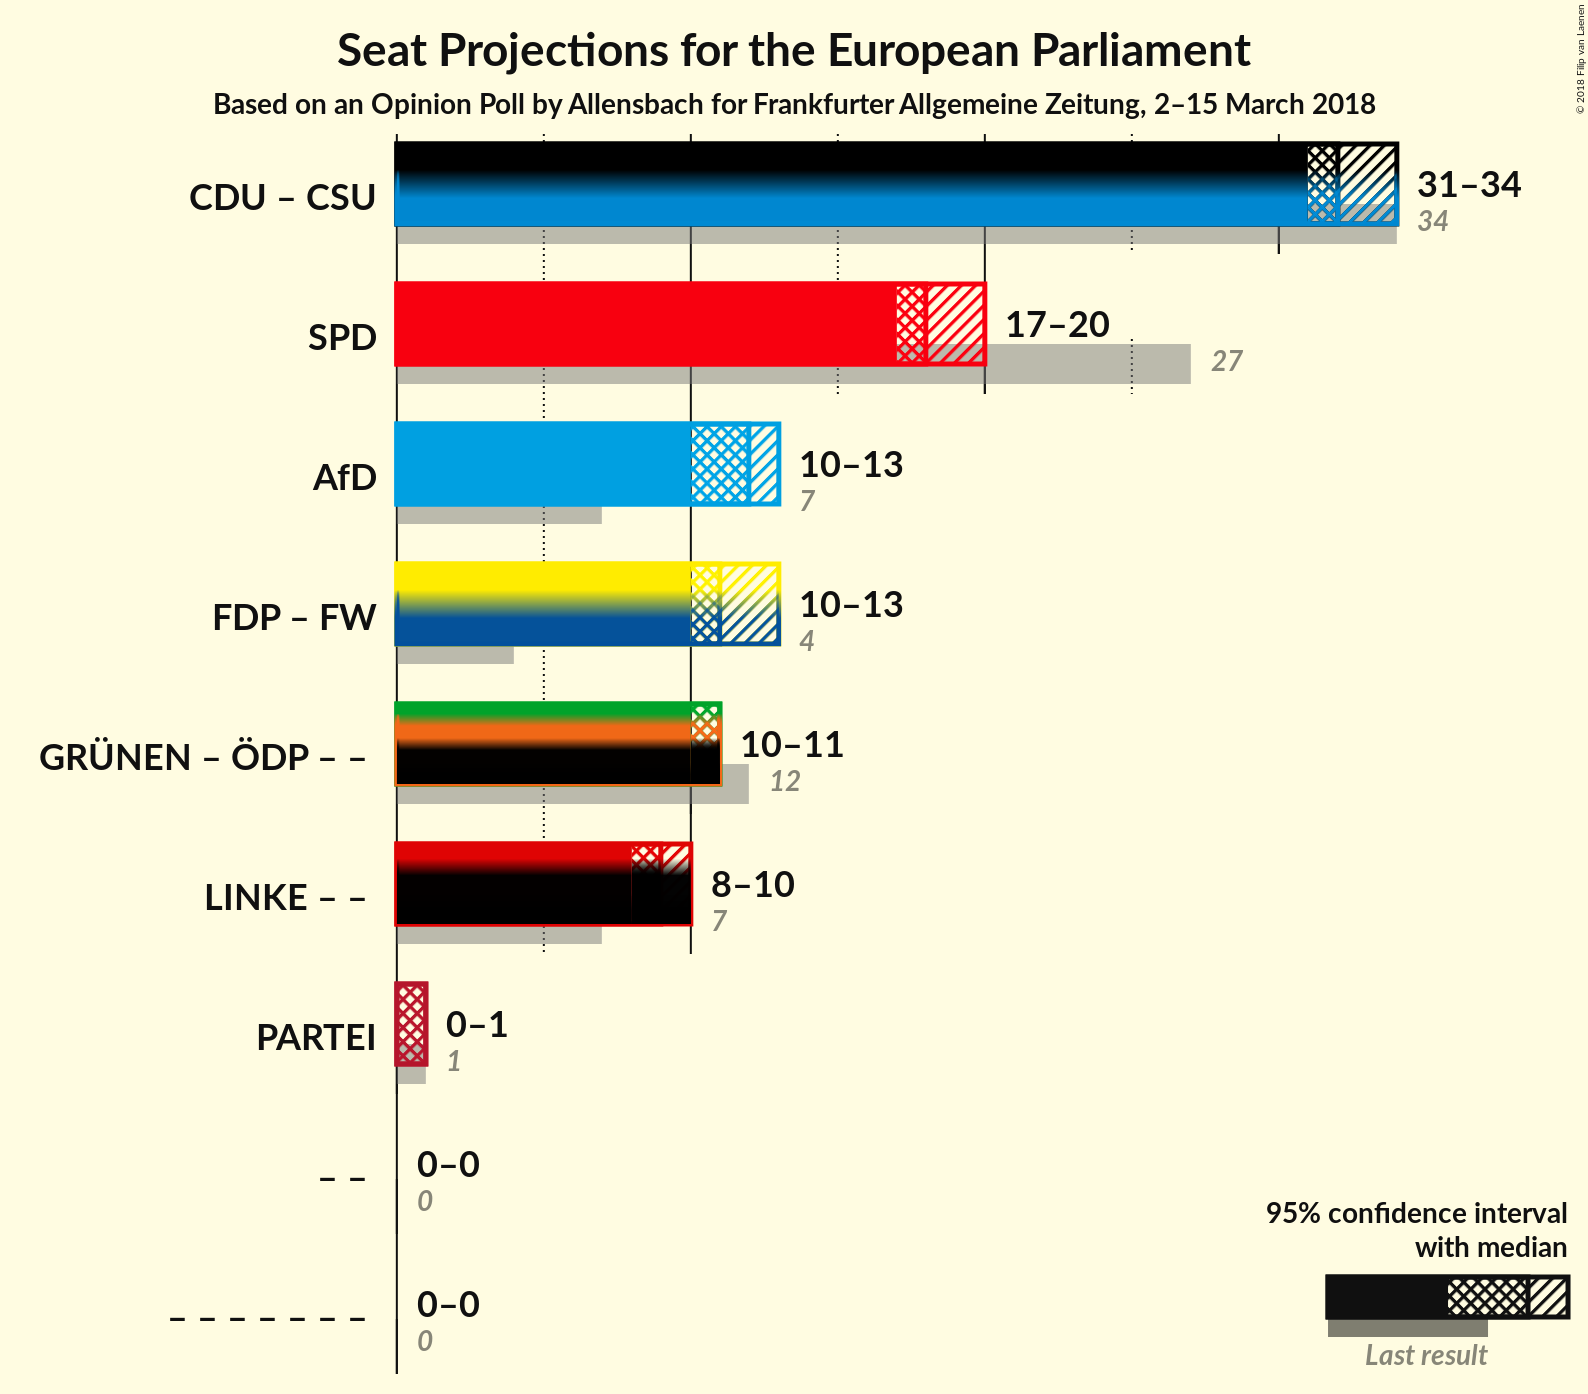 Seat Projections for the European Parliament
Based on an Opinion Poll by Allensbach for Frankfurter Allgemeine Zeitung, 2–15 March 2018
© 2018 Filip van Laenen
CDU – CSU
31–34
34
SPD
17–20
27
AfD
10–13
7
FDP – FW
10–13
4
GRÜNEN – ÖDP – –
10–11
12
LINKE – –
8–10
7
PARTEI
0–1
1
– –
0–0
0
– – – – – – –
0–0
0
95% confidence interval
with median
Last result